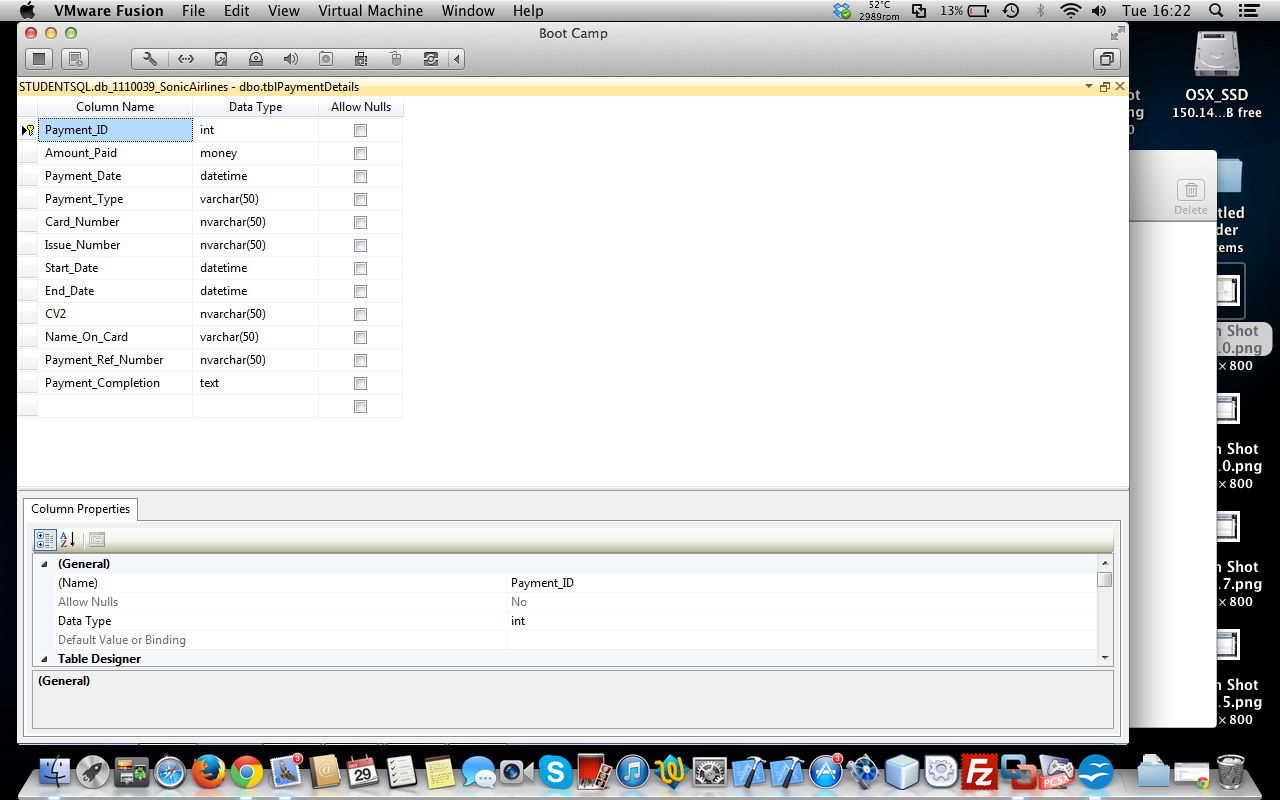 VMware Fusion File Edit View Virtual Machine Window Help 52°C 2989rpm 13% Tue 16:22
Boot Camp
STUDENTSQL.db_1110039_SonicAirlines - dbo.tblPaymentDetails
Column Name Data Type Allow Nulls
Payment_ID int
Amount_Paid money
Payment_Date datetime
Payment_Type varchar(50)
Card_Number nvarchar(50)
Issue_Number nvarchar(50)
Start_Date datetime
End_Date datetime
CV2 nvarchar(50)
Name_On_Card varchar(50)
Payment_Ref_Number nvarchar(50)
Payment_Completion text
Column Properties
(General)
(Name) Payment_ID
Allow Nulls No
Data Type int
Default Value or Binding
Table Designer
(General)
OSX_SSD
150.14...B free
ot
ng
0
Delete
tled
der
ems
n Shot
.0.png
× 800
n Shot
.0.png
× 800
n Shot
.7.png
× 800
n Shot
.5.png
× 800
3
OCT
29
3